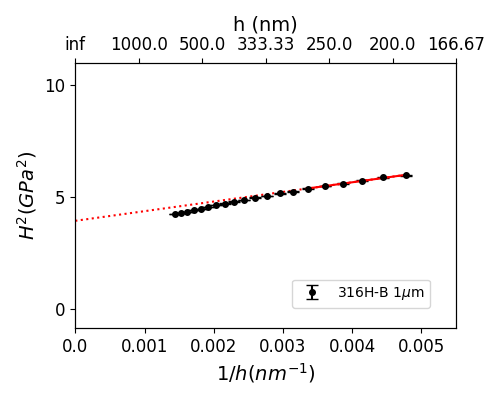 h (nm)
inf 1000.0 500.0 333.33 250.0 200.0 166.67
10
5
0
H²(GPa²)
316H-B 1μm
0.0 0.001 0.002 0.003 0.004 0.005
1/h(nm⁻¹)